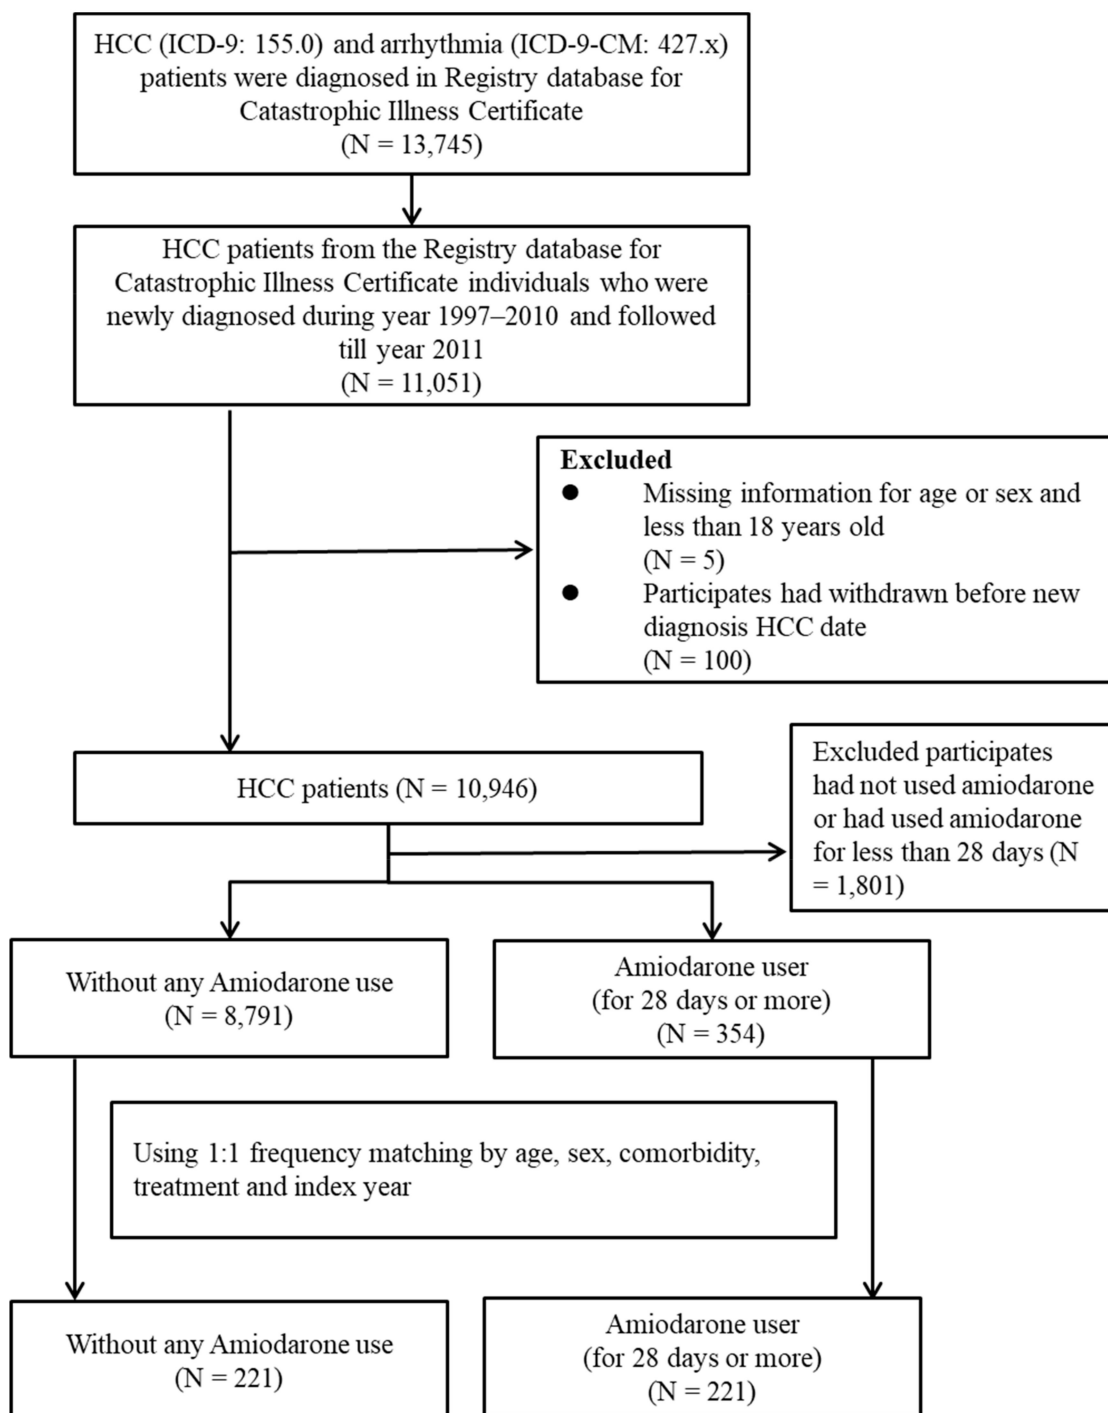 HCC (ICD-9: 155.0) and arrhythmia (ICD-9-CM: 427.x)
patients were diagnosed in Registry database for
Catastrophic Illness Certificate
(N = 13,745)
HCC patients from the Registry database for
Catastrophic Illness Certificate individuals who were
newly diagnosed during year 1997–2010 and followed
till year 2011
(N = 11,051)
Excluded
● Missing information for age or sex and
less than 18 years old
(N = 5)
● Participates had withdrawn before new
diagnosis HCC date
(N = 100)
HCC patients (N = 10,946)
Excluded participates
had not used amiodarone
or had used amiodarone
for less than 28 days (N
= 1,801)
Without any Amiodarone use
(N = 8,791)
Amiodarone user
(for 28 days or more)
(N = 354)
Using 1:1 frequency matching by age, sex, comorbidity,
treatment and index year
Without any Amiodarone use
(N = 221)
Amiodarone user
(for 28 days or more)
(N = 221)